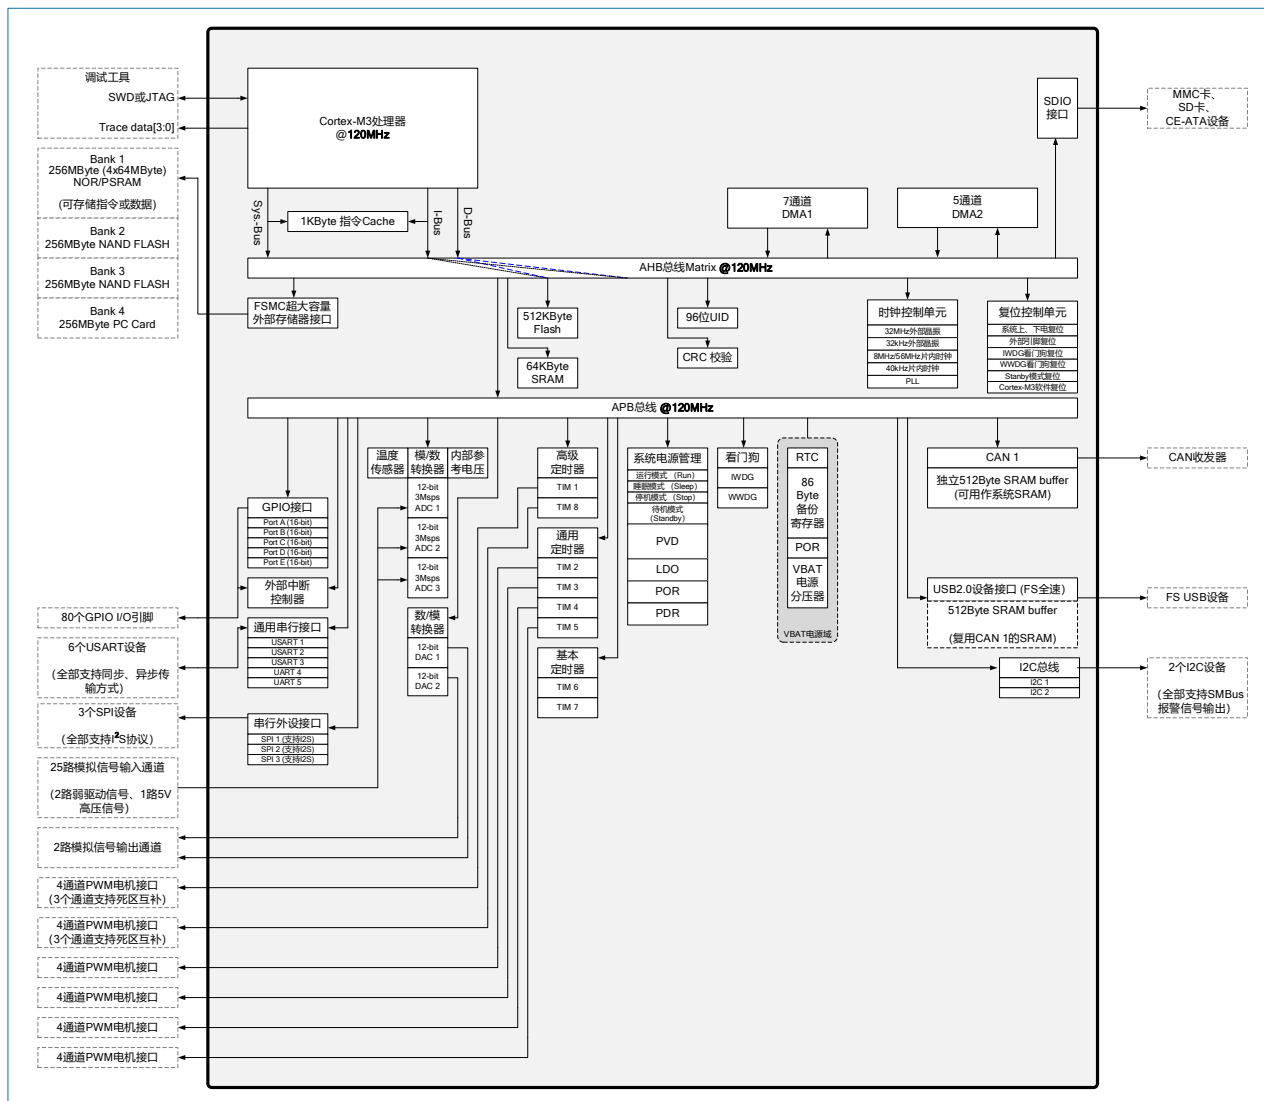 调试工具
SWD或JTAG
Trace data[3:0]
Bank 1
256MByte (4x64MByte)
NOR/PSRAM
(可存储指令或数据)
Bank 2
256MByte NAND FLASH
Bank 3
256MByte NAND FLASH
Bank 4
256MByte PC Card
Cortex-M3处理器
@120MHz
Sys.-Bus
1KByte 指令Cache
I-Bus
D-Bus
7通道
DMA1
5通道
DMA2
SDIO
接口
MMC卡、
SD卡、
CE-ATA设备
AHB总线Matrix @120MHz
FSMC超大容量
外部存储器接口
512KByte
Flash
64KByte
SRAM
96位UID
CRC 校验
时钟控制单元
32MHz外部晶振
32kHz外部晶振
8MHz/56MHz片内时钟
40kHz片内时钟
PLL
复位控制单元
系统上、下电复位
外部引脚复位
IWDG看门狗复位
WWDG看门狗复位
Stanby模式复位
Cortex-M3软件复位
APB总线 @120MHz
GPIO接口
Port A (16-bit)
Port B (16-bit)
Port C (16-bit)
Port D (16-bit)
Port E (16-bit)
外部中断
控制器
通用串行接口
USART 1
USART 2
USART 3
UART 4
UART 5
串行外设接口
SPI 1 (支持I2S)
SPI 2 (支持I2S)
SPI 3 (支持I2S)
温度
传感器
模/数
转换器
内部参
考电压
12-bit
3Msps
ADC 1
12-bit
3Msps
ADC 2
12-bit
3Msps
ADC 3
数/模
转换器
12-bit
DAC 1
12-bit
DAC 2
高级
定时器
TIM 1
TIM 8
通用
定时器
TIM 2
TIM 3
TIM 4
TIM 5
基本
定时器
TIM 6
TIM 7
系统电源管理
运行模式 (Run)
睡眠模式 (Sleep)
停机模式 (Stop)
待机模式
(Standby)
PVD
LDO
POR
PDR
看门狗
IWDG
WWDG
RTC
86
Byte
备份
寄存器
POR
VBAT
电源
分压器
VBAT电源域
CAN 1
独立512Byte SRAM buffer
(可用作系统SRAM)
USB2.0设备接口 (FS全速)
512Byte SRAM buffer
(复用CAN 1的SRAM)
I2C总线
I2C 1
I2C 2
CAN收发器
FS USB设备
2个I2C设备
(全部支持SMBus
报警信号输出)
80个GPIO I/O引脚
6个USART设备
(全部支持同步、异步传
输方式)
3个SPI设备
(全部支持I²S协议)
25路模拟信号输入通道
(2路弱驱动信号、1路5V
高压信号)
2路模拟信号输出通道
4通道PWM电机接口
(3个通道支持死区互补)
4通道PWM电机接口
(3个通道支持死区互补)
4通道PWM电机接口
4通道PWM电机接口
4通道PWM电机接口
4通道PWM电机接口